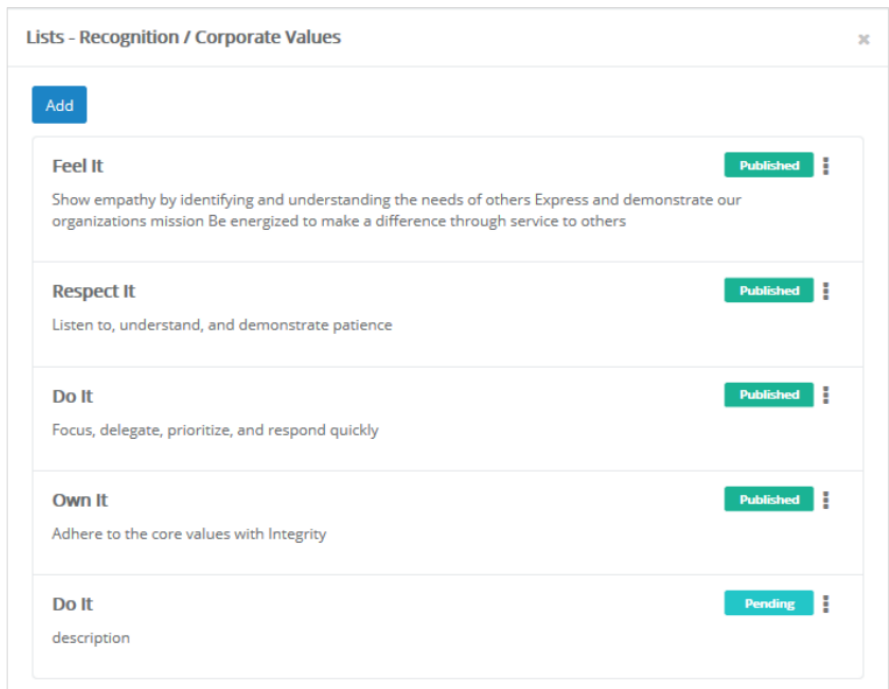 Lists - Recognition / Corporate Values
Add
Feel It
Published
Show empathy by identifying and understanding the needs of others Express and demonstrate our
organizations mission Be energized to make a difference through service to others
Respect It
Published
Listen to, understand, and demonstrate patience
Do It
Published
Focus, delegate, prioritize, and respond quickly
Own It
Published
Adhere to the core values with Integrity
Do It
Pending
description